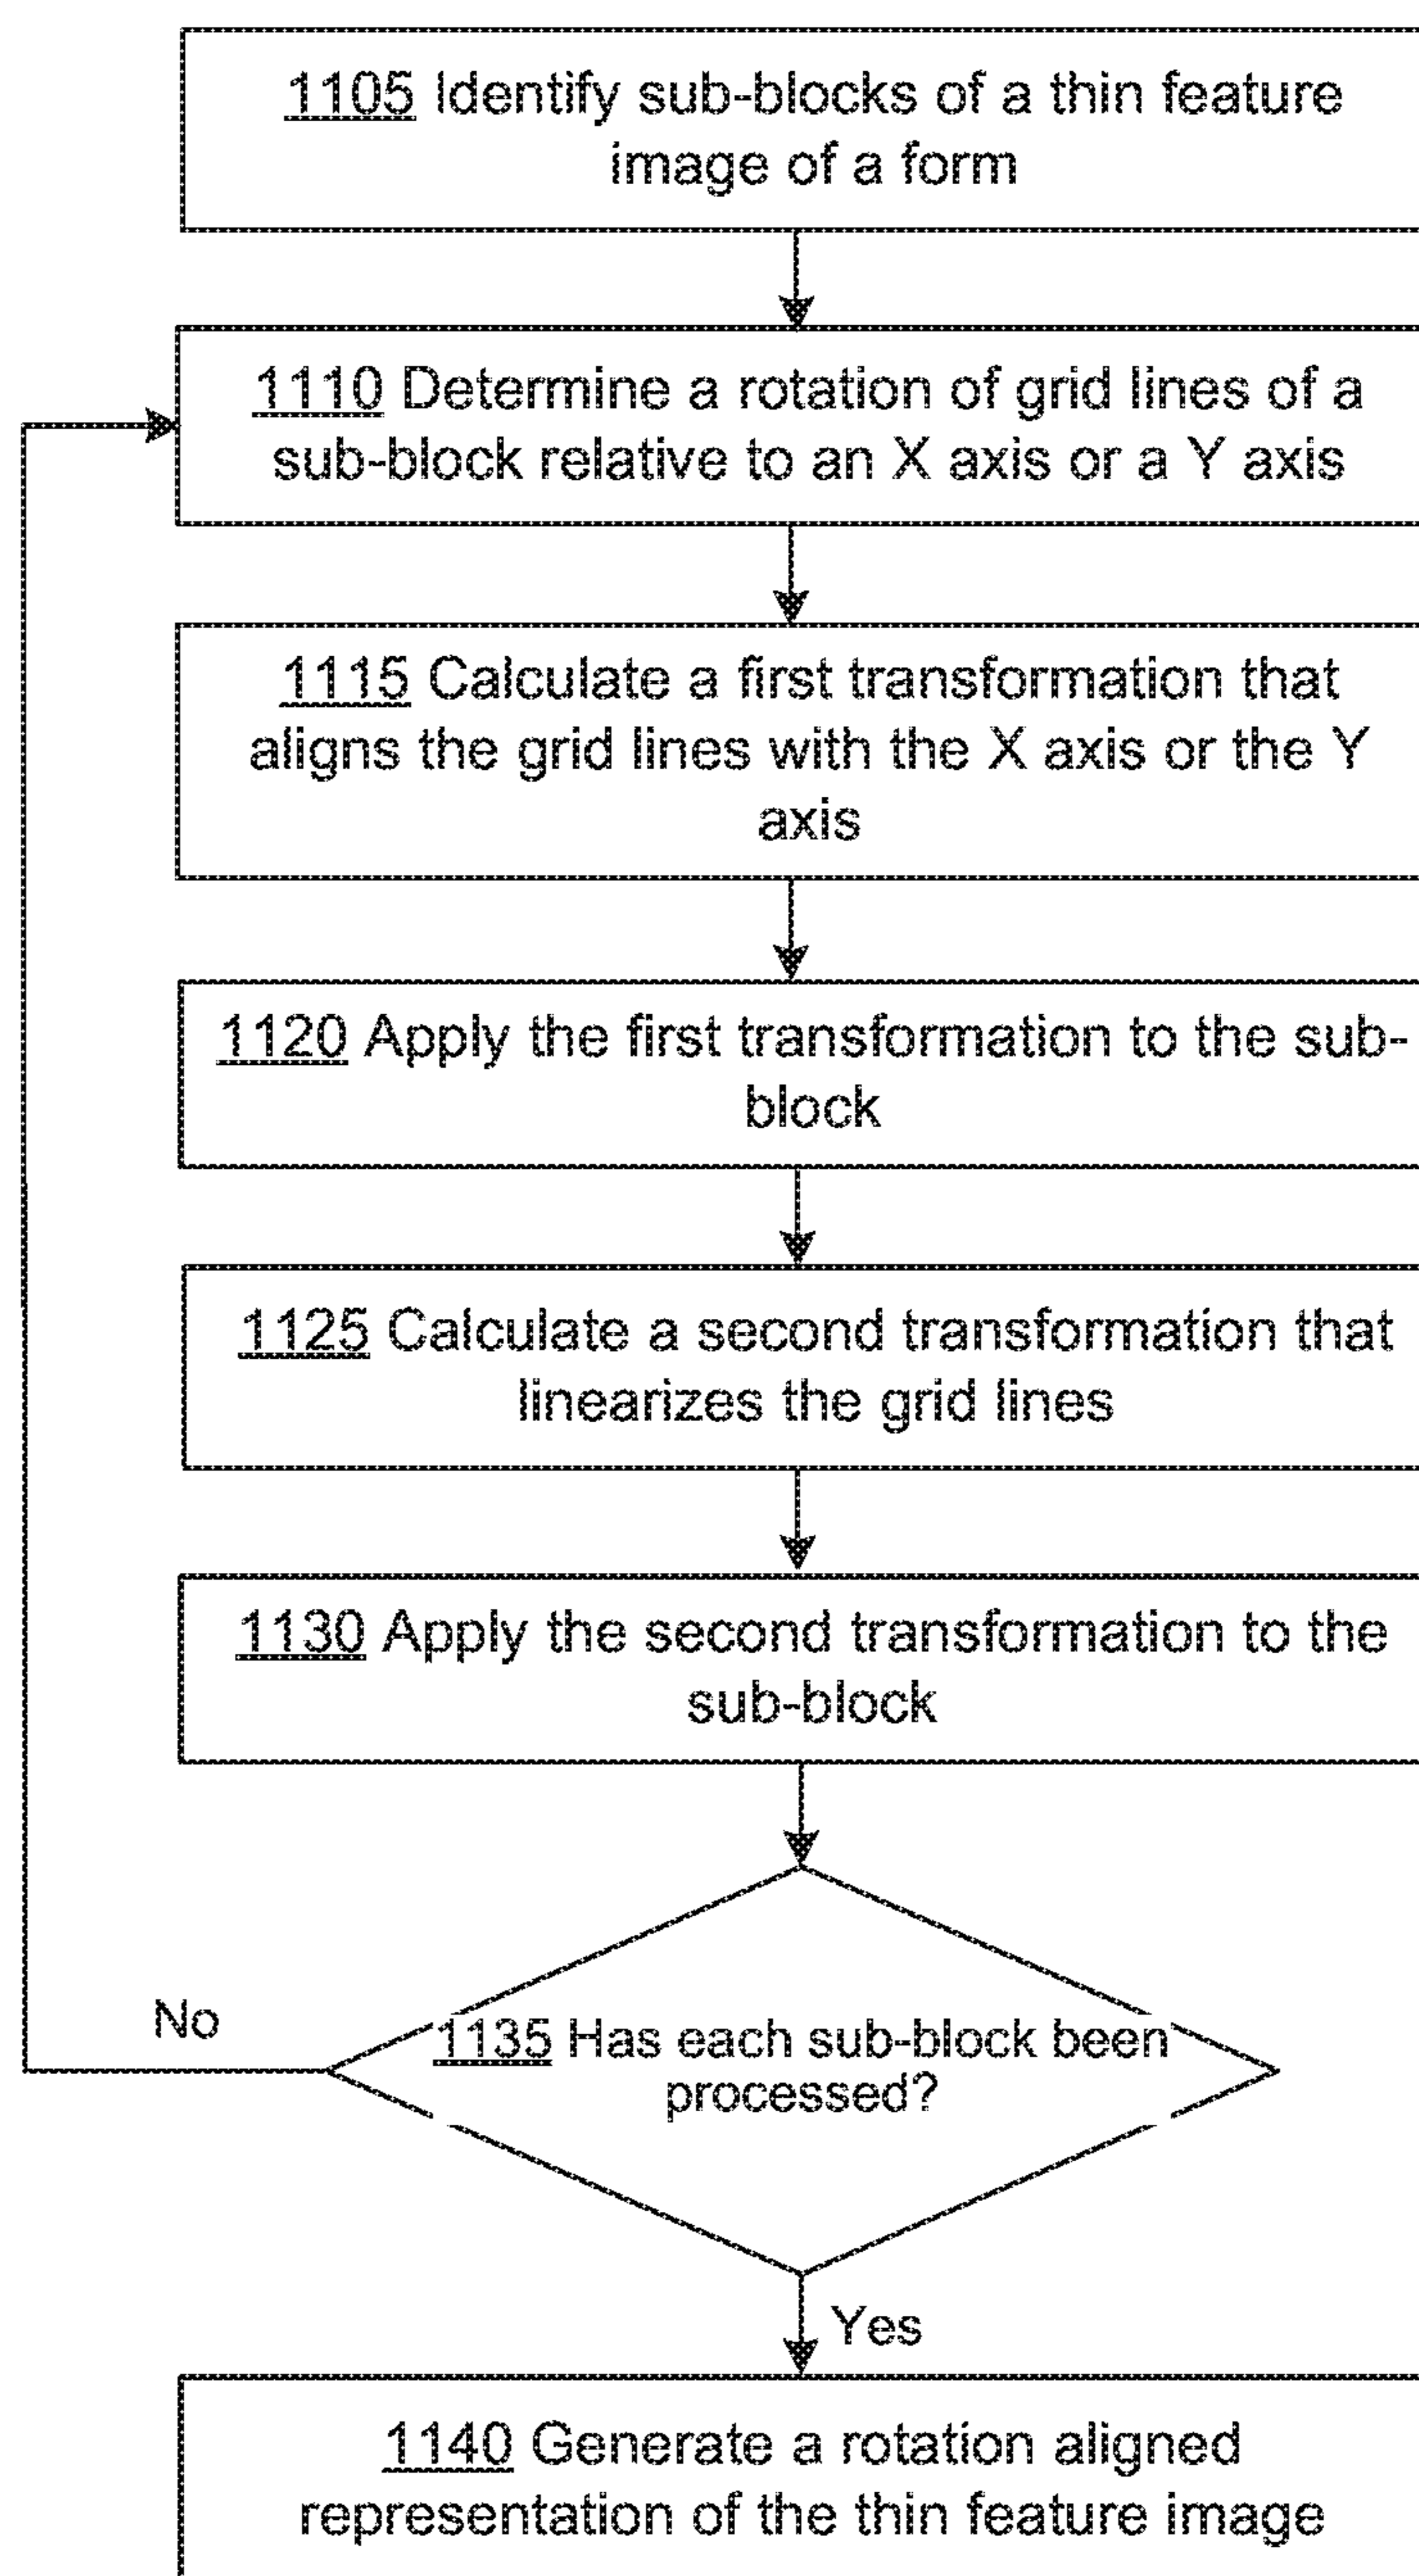 1105 Identify sub-blocks of a thin feature
image of a form
1110 Determine a rotation of grid lines of a
sub-block relative to an X axis or a Y axis
1115 Calculate a first transformation that
aligns the grid lines with the X axis or the Y
axis
1120 Apply the first transformation to the sub-
block
1125 Calculate a second transformation that
linearizes the grid lines
1130 Apply the second transformation to the
sub-block
No
1135 Has each sub-block been
processed?
Yes
1140 Generate a rotation aligned
representation of the thin feature image